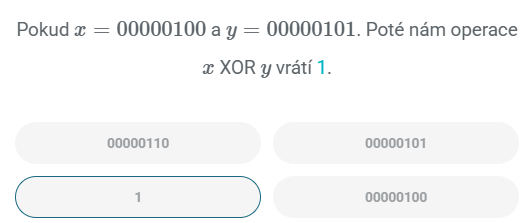 Pokud x = 00000100 a y = 00000101. Poté nám operace
x XOR y vrátí 1.
00000110
00000101
1
00000100